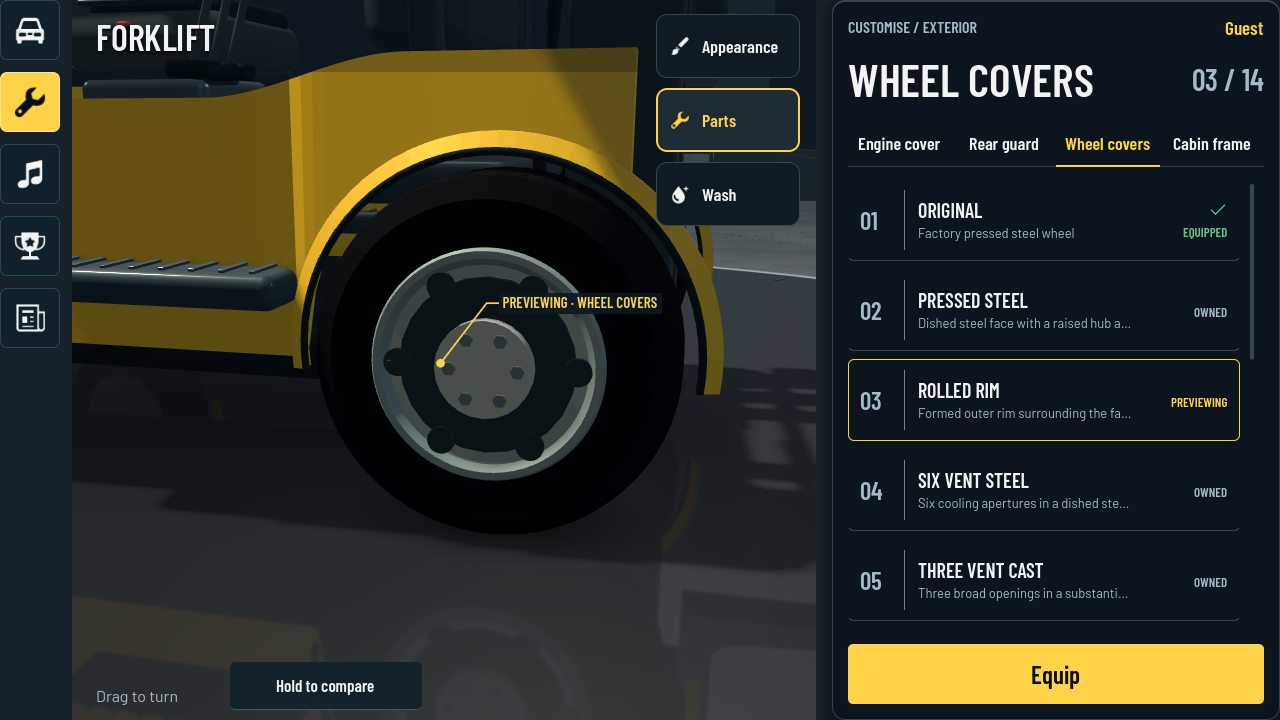 FORKLIFT
Appearance
Parts
Wash
PREVIEWING · WHEEL COVERS
Drag to turn
Hold to compare
CUSTOMISE / EXTERIOR
Guest
WHEEL COVERS
03 / 14
Engine cover
Rear guard
Wheel covers
Cabin frame
01
ORIGINAL
Factory pressed steel wheel
EQUIPPED
02
PRESSED STEEL
Dished steel face with a raised hub a...
OWNED
03
ROLLED RIM
Formed outer rim surrounding the fa...
PREVIEWING
04
SIX VENT STEEL
Six cooling apertures in a dished ste...
OWNED
05
THREE VENT CAST
Three broad openings in a substanti...
OWNED
Equip